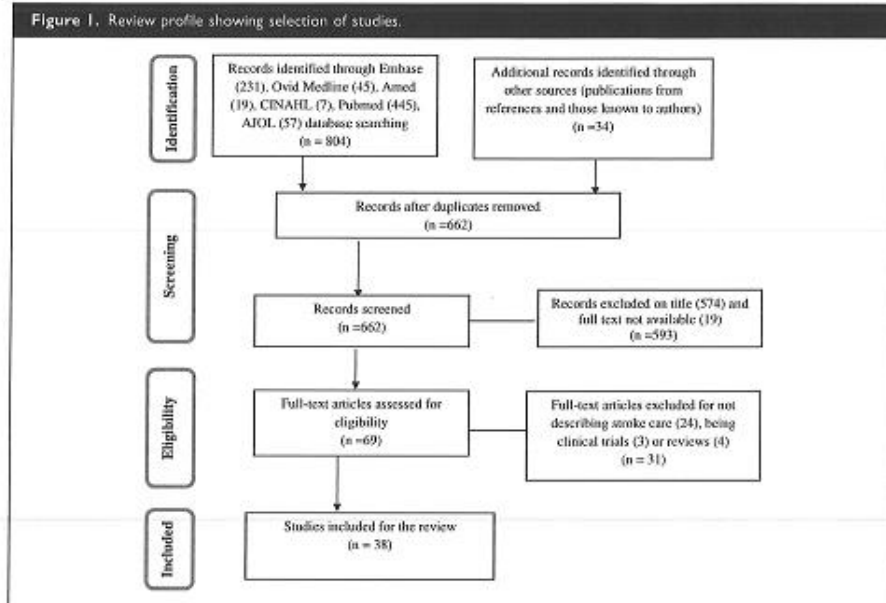 Figure 1. Review profile showing selection of studies.
Identification
Records identified through Embase
(231), Ovid Medline (45), Amed
(19), CINAHL (7), Pubmed (445),
AJOL (57) database searching
(n = 804)
Additional records identified through
other sources (publications from
references and those known to authors)
(n =34)
Screening
Records after duplicates removed
(n =662)
Records screened
(n =662)
Records excluded on title (574) and
full text not available (19)
(n =593)
Eligibility
Full-text articles assessed for
eligibility
(n =69)
Full-text articles excluded for not
describing stroke care (24), being
clinical trials (3) or reviews (4)
(n = 31)
Included
Studies included for the review
(n = 38)